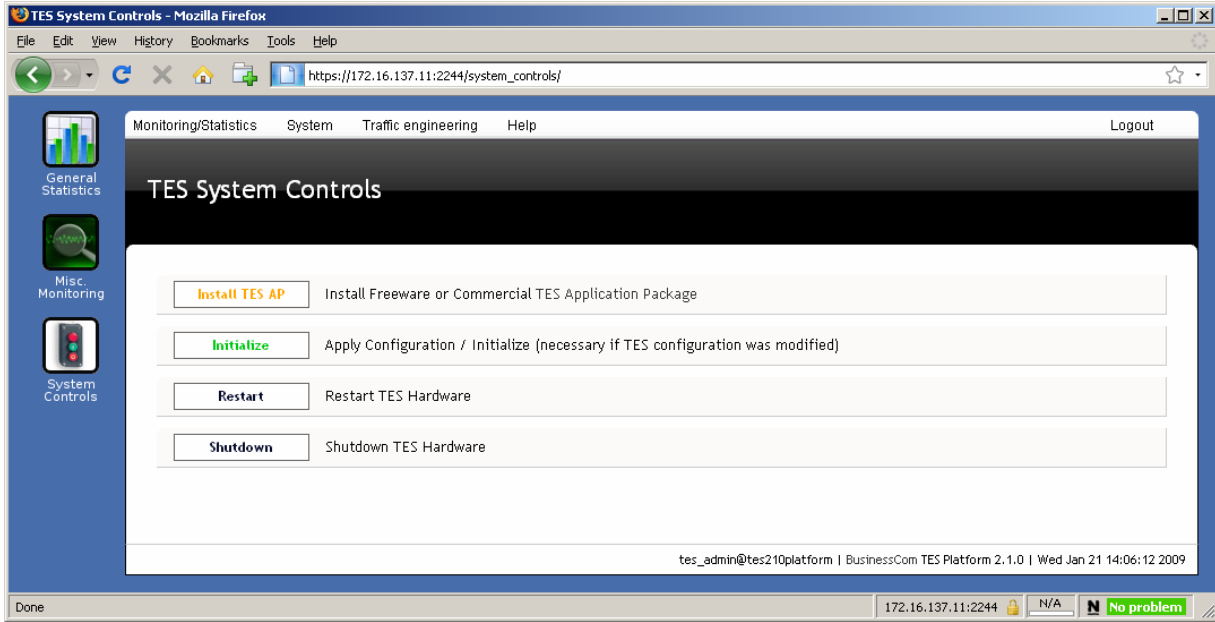 TES System Controls - Mozilla Firefox
File Edit View History Bookmarks Tools Help
https://172.16.137.11:2244/system_controls/
Monitoring/Statistics System Traffic engineering Help Logout
General
Statistics
TES System Controls
Misc.
Monitoring
Install TES AP Install Freeware or Commercial TES Application Package
Initialize Apply Configuration / Initialize (necessary if TES configuration was modified)
System
Controls
Restart Restart TES Hardware
Shutdown Shutdown TES Hardware
tes_admin@tes210platform | BusinessCom TES Platform 2.1.0 | Wed Jan 21 14:06:12 2009
Done 172.16.137.11:2244 N/A N No problem